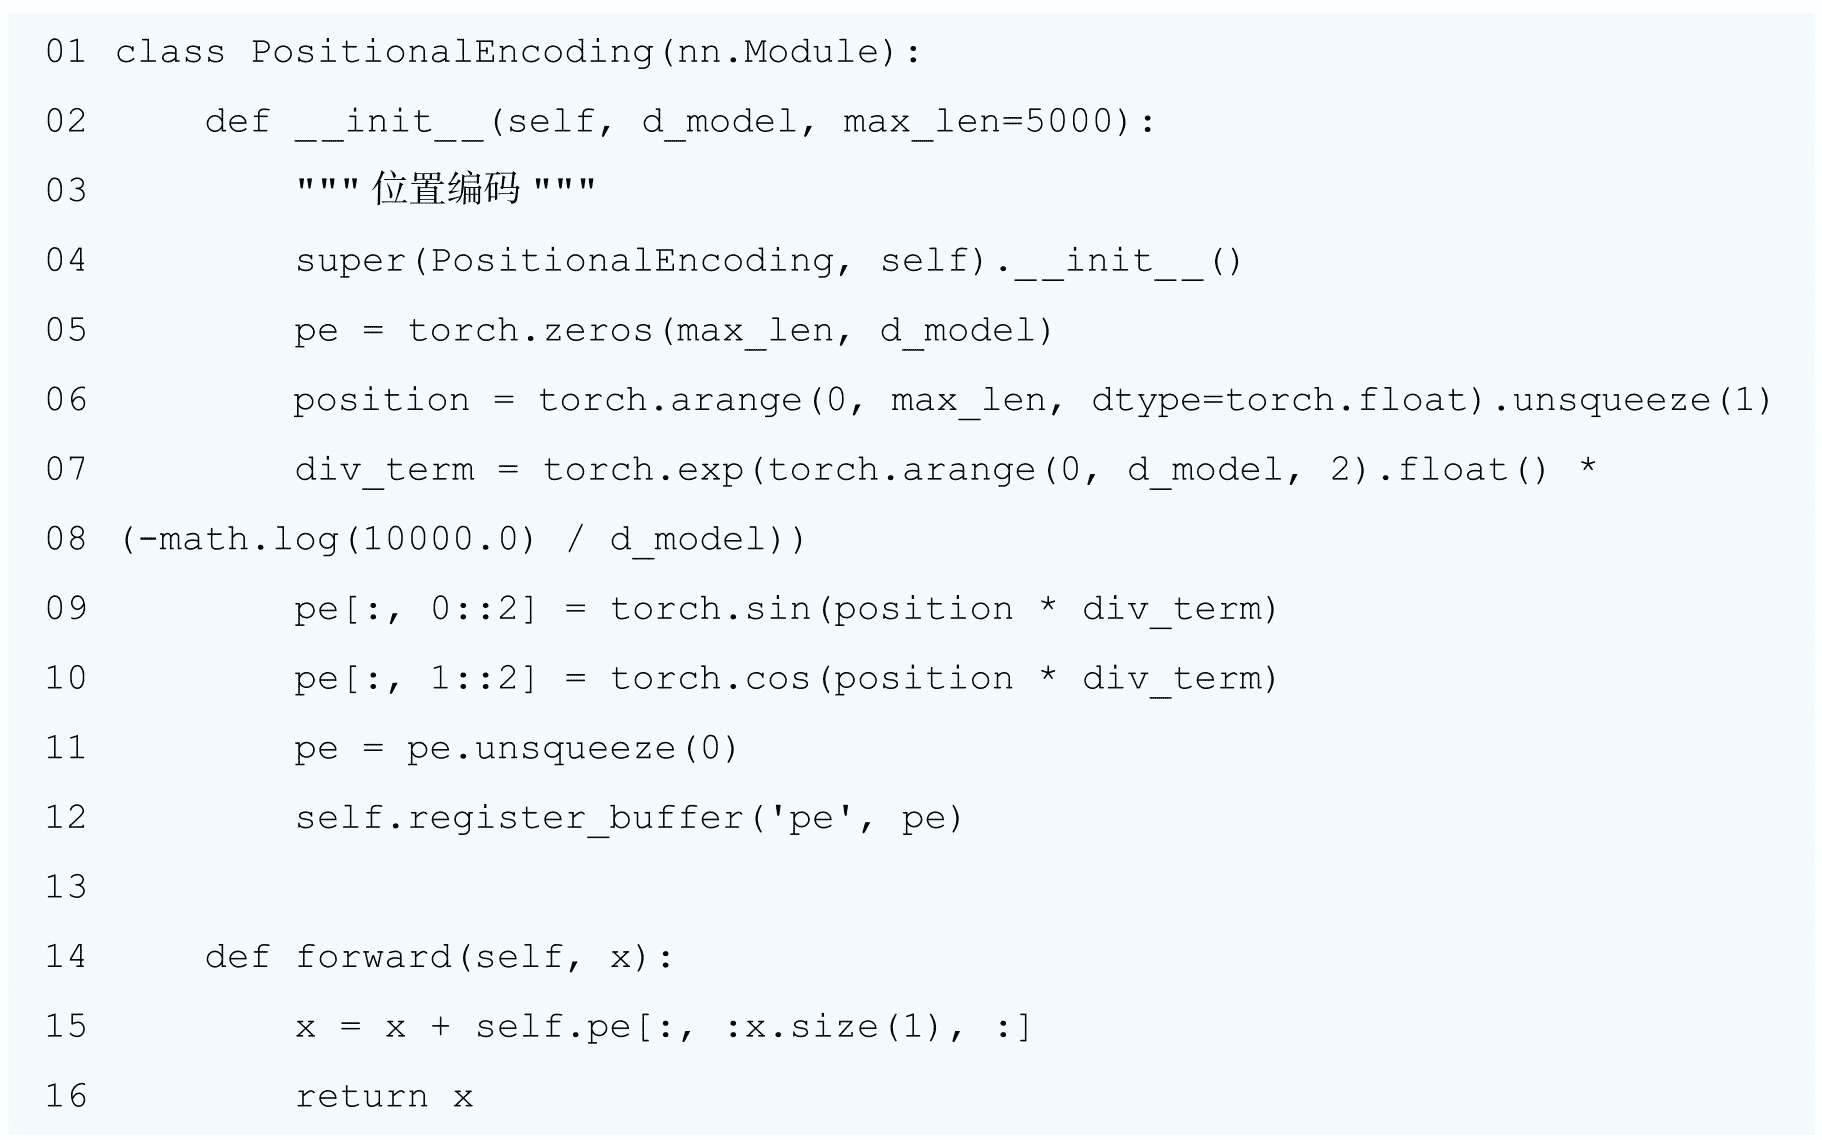 01 class PositionalEncoding(nn.Module):
02     def __init__(self, d_model, max_len=5000):
03         """ 位置编码 """
04         super(PositionalEncoding, self).__init__()
05         pe = torch.zeros(max_len, d_model)
06         position = torch.arange(0, max_len, dtype=torch.float).unsqueeze(1)
07         div_term = torch.exp(torch.arange(0, d_model, 2).float() *
08 (-math.log(10000.0) / d_model))
09         pe[:, 0::2] = torch.sin(position * div_term)
10         pe[:, 1::2] = torch.cos(position * div_term)
11         pe = pe.unsqueeze(0)
12         self.register_buffer('pe', pe)
13
14     def forward(self, x):
15         x = x + self.pe[:, :x.size(1), :]
16         return x